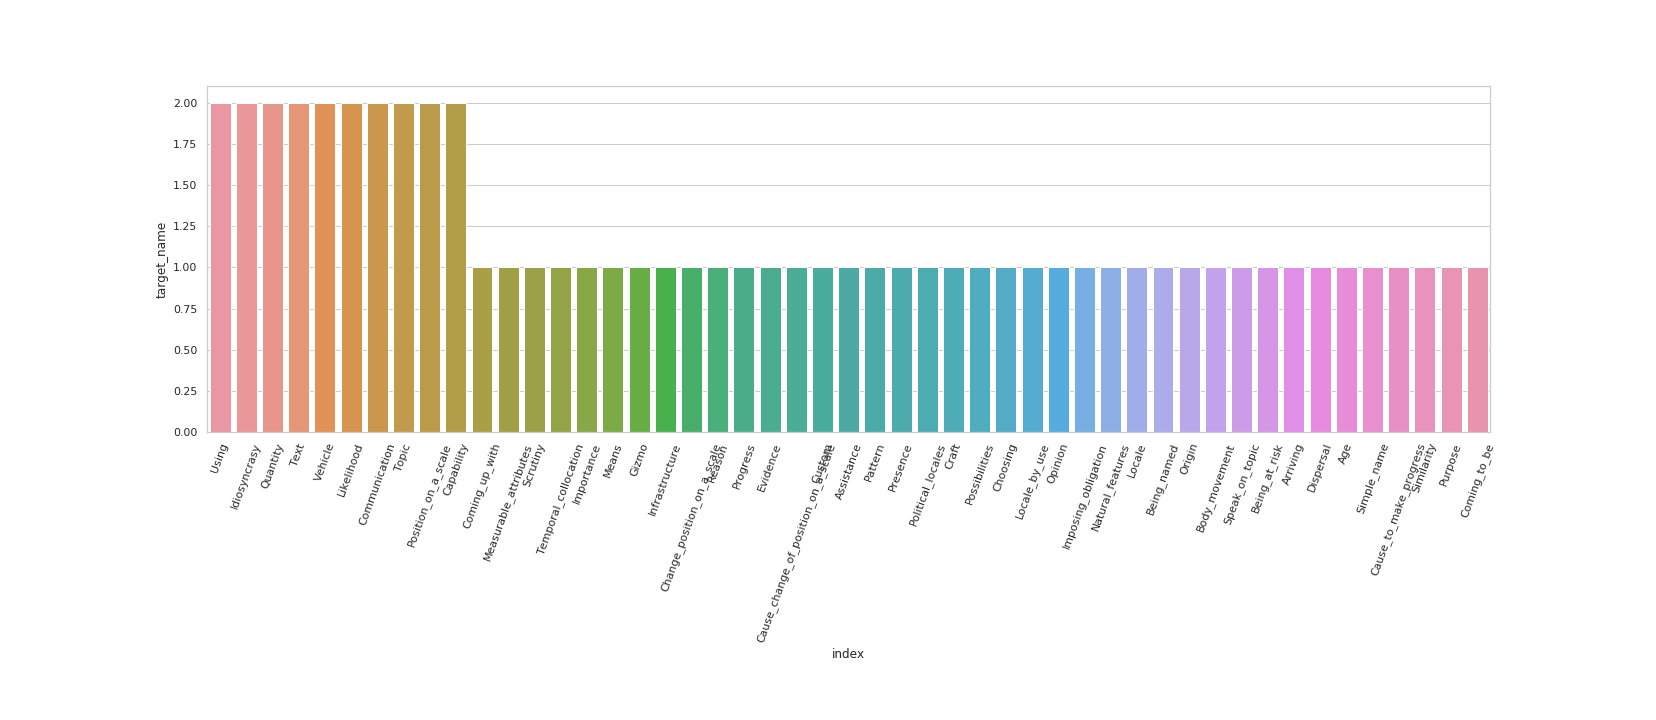 target_name
2.00
1.75
1.50
1.25
1.00
0.75
0.50
0.25
0.00
Using
Idiosyncrasy
Quantity
Text
Vehicle
Likelihood
Communication
Topic
Position_on_a_scale
Capability
Coming_up_with
Measurable_attributes
Scrutiny
Temporal_collocation
Importance
Means
Gizmo
Infrastructure
Change_position_on_a_scale
Reason
Progress
Evidence
Cause_change_of_position_on_a_scale
Custom
Assistance
Pattern
Presence
Political_locales
Craft
Possibilities
Choosing
Locale_by_use
Opinion
Imposing_obligation
Natural_features
Locale
Being_named
Origin
Body_movement
Speak_on_topic
Being_at_risk
Arriving
Dispersal
Age
Simple_name
Cause_to_make_progress
Similarity
Purpose
Coming_to_be
index